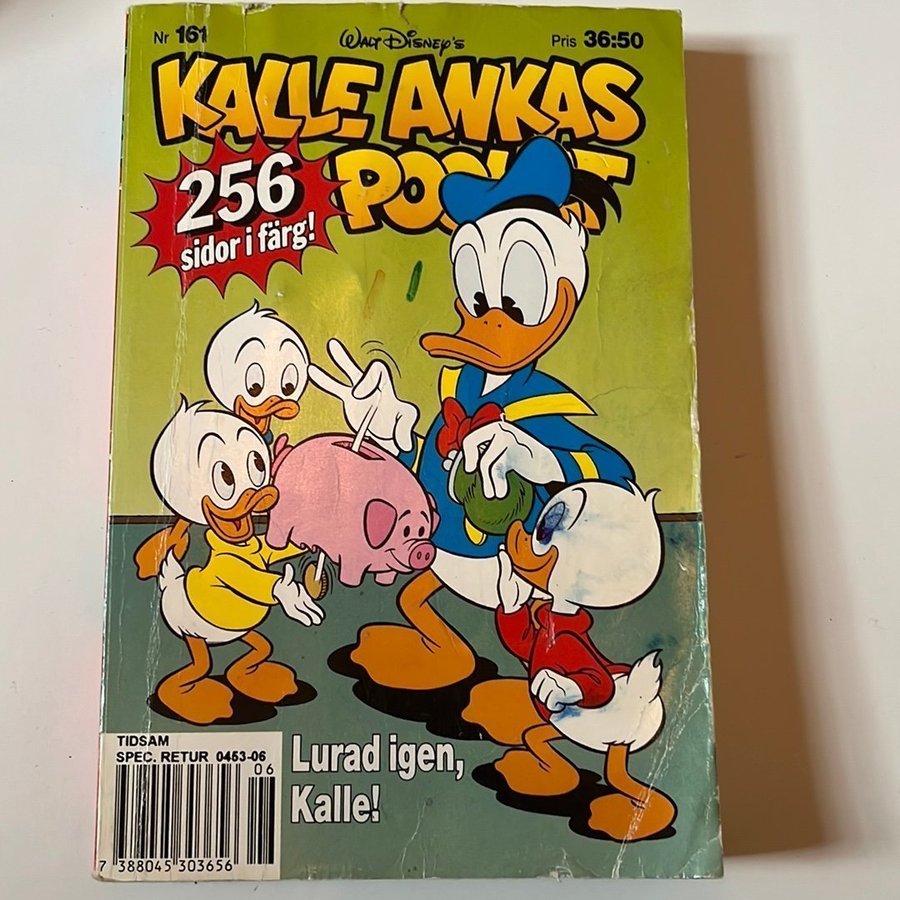 Nr 161
Walt Disney's
Pris 36:50
KALLE ANKAS
POCKET
256
sidor i färg!
TIDSAM
SPEC. RETUR 0453-06
06
7 388045 303656
Lurad igen,
Kalle!